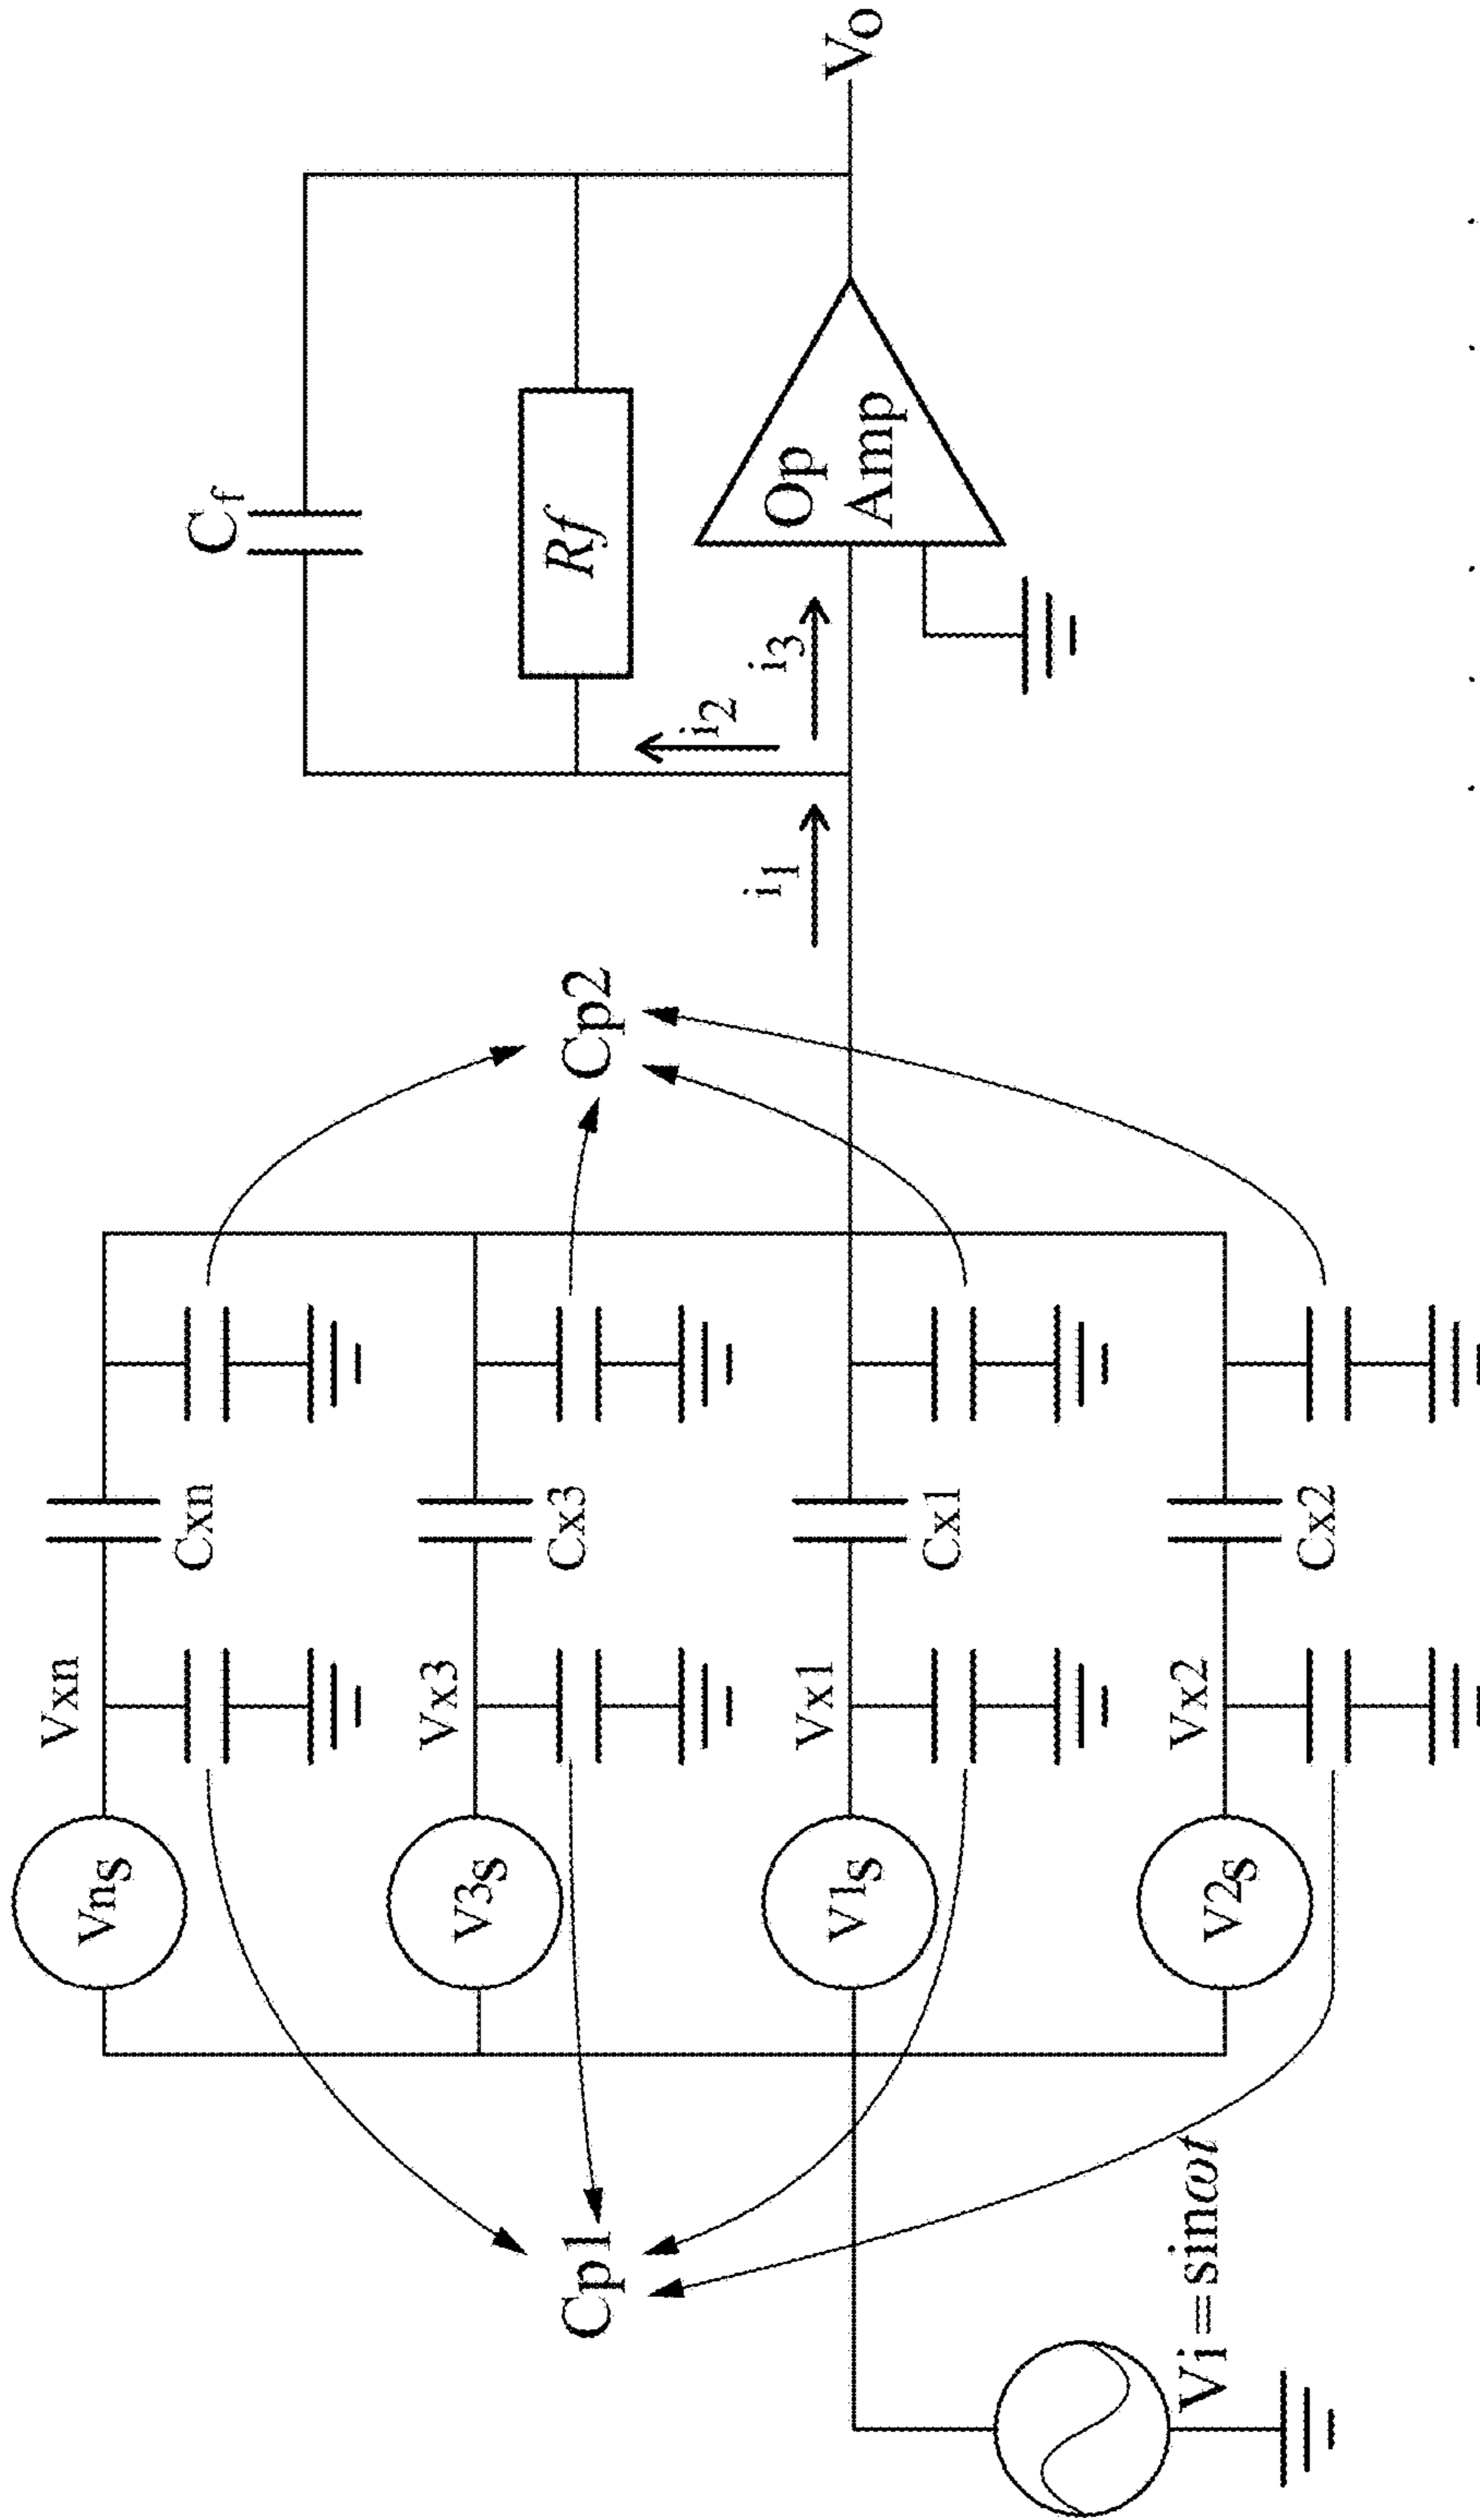 Vns
Vxn
Cxn
Cf
V3s
Vx3
Cx3
Cp1
Cp2
Rf
i2
i1
i3
V1s
Vx1
Cx1
Op
Amp
Vo
Vi=sinωt
V2s
Vx2
Cx2